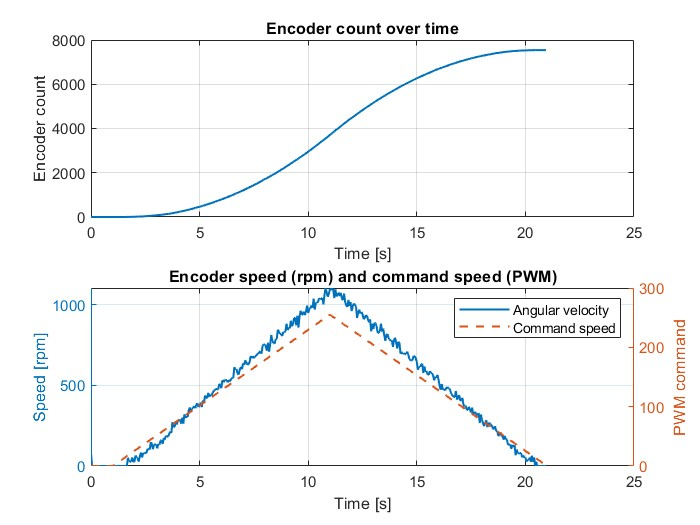 Encoder count over time
8000
6000
4000
2000
0
Encoder count
0 5 10 15 20 25
Time [s]
Encoder speed (rpm) and command speed (PWM)
1000
500
0
Speed [rpm]
Angular velocity
Command speed
300
200
100
0
PWM command
0 5 10 15 20 25
Time [s]